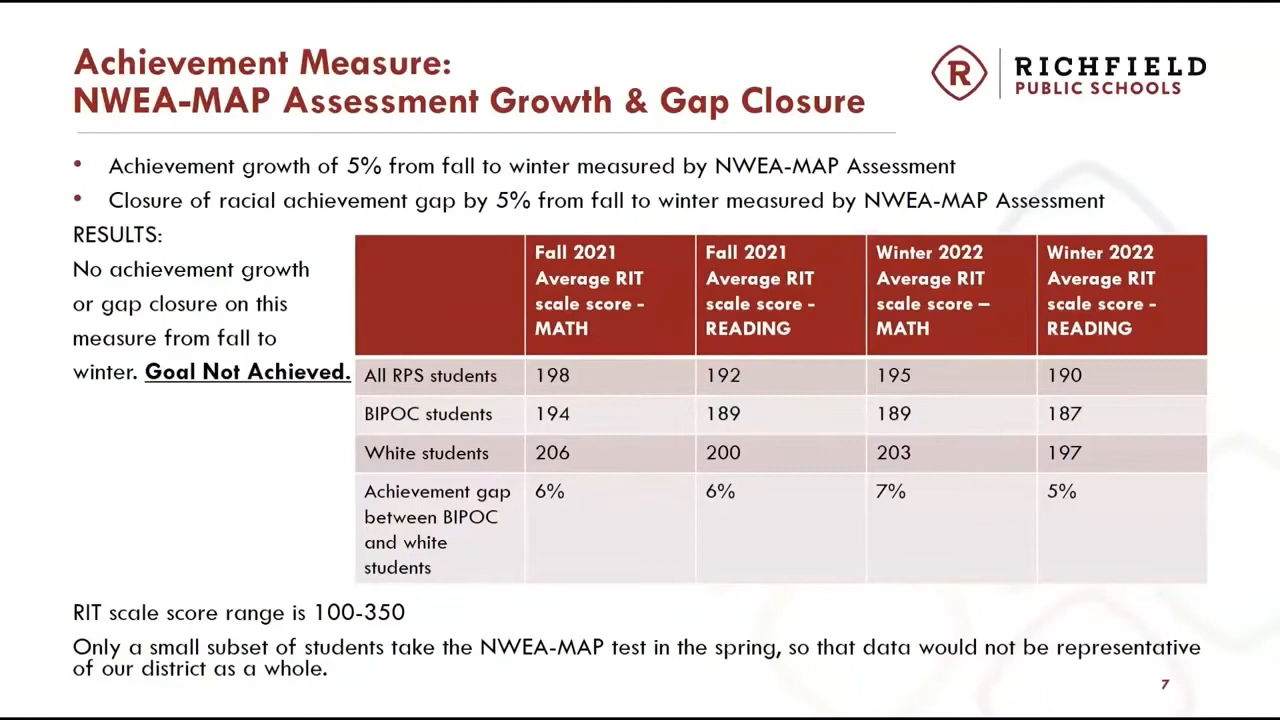 Achievement Measure:
NWEA-MAP Assessment Growth & Gap Closure
R
RICHFIELD
PUBLIC SCHOOLS
• Achievement growth of 5% from fall to winter measured by NWEA-MAP Assessment
• Closure of racial achievement gap by 5% from fall to winter measured by NWEA-MAP Assessment
RESULTS:
No achievement growth
or gap closure on this
measure from fall to
winter. Goal Not Achieved.
Fall 2021
Average RIT
scale score -
MATH
Fall 2021
Average RIT
scale score -
READING
Winter 2022
Average RIT
scale score –
MATH
Winter 2022
Average RIT
scale score -
READING
All RPS students 198 192 195 190
BIPOC students 194 189 189 187
White students 206 200 203 197
Achievement gap 6% 6% 7% 5%
between BIPOC
and white
students
RIT scale score range is 100-350
Only a small subset of students take the NWEA-MAP test in the spring, so that data would not be representative
of our district as a whole.
7